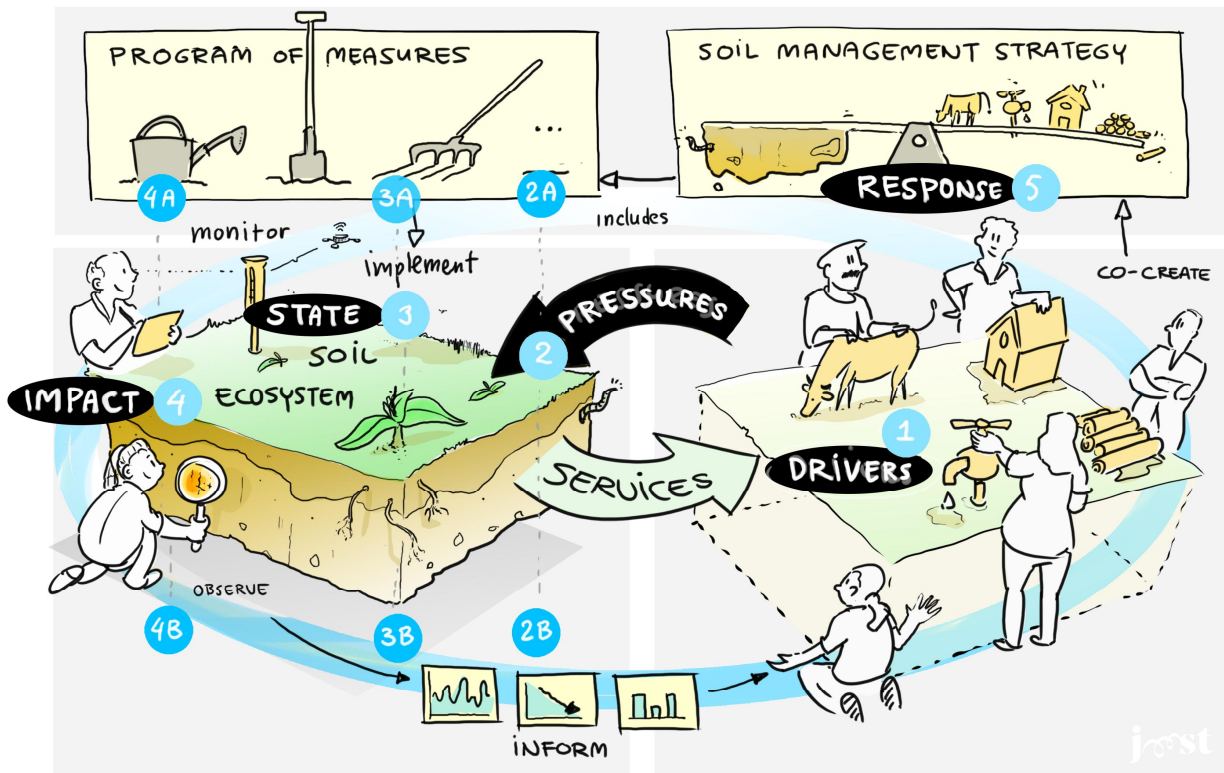 PROGRAM OF MEASURES
SOIL MANAGEMENT STRATEGY
...
4A
3A
2A
RESPONSE 5
includes
monitor
implement
CO-CREATE
PRESSURES
2
STATE 3
SOIL
ECOSYSTEM
IMPACT 4
1
DRIVERS
SERVICES
OBSERVE
4B
3B
2B
INFORM